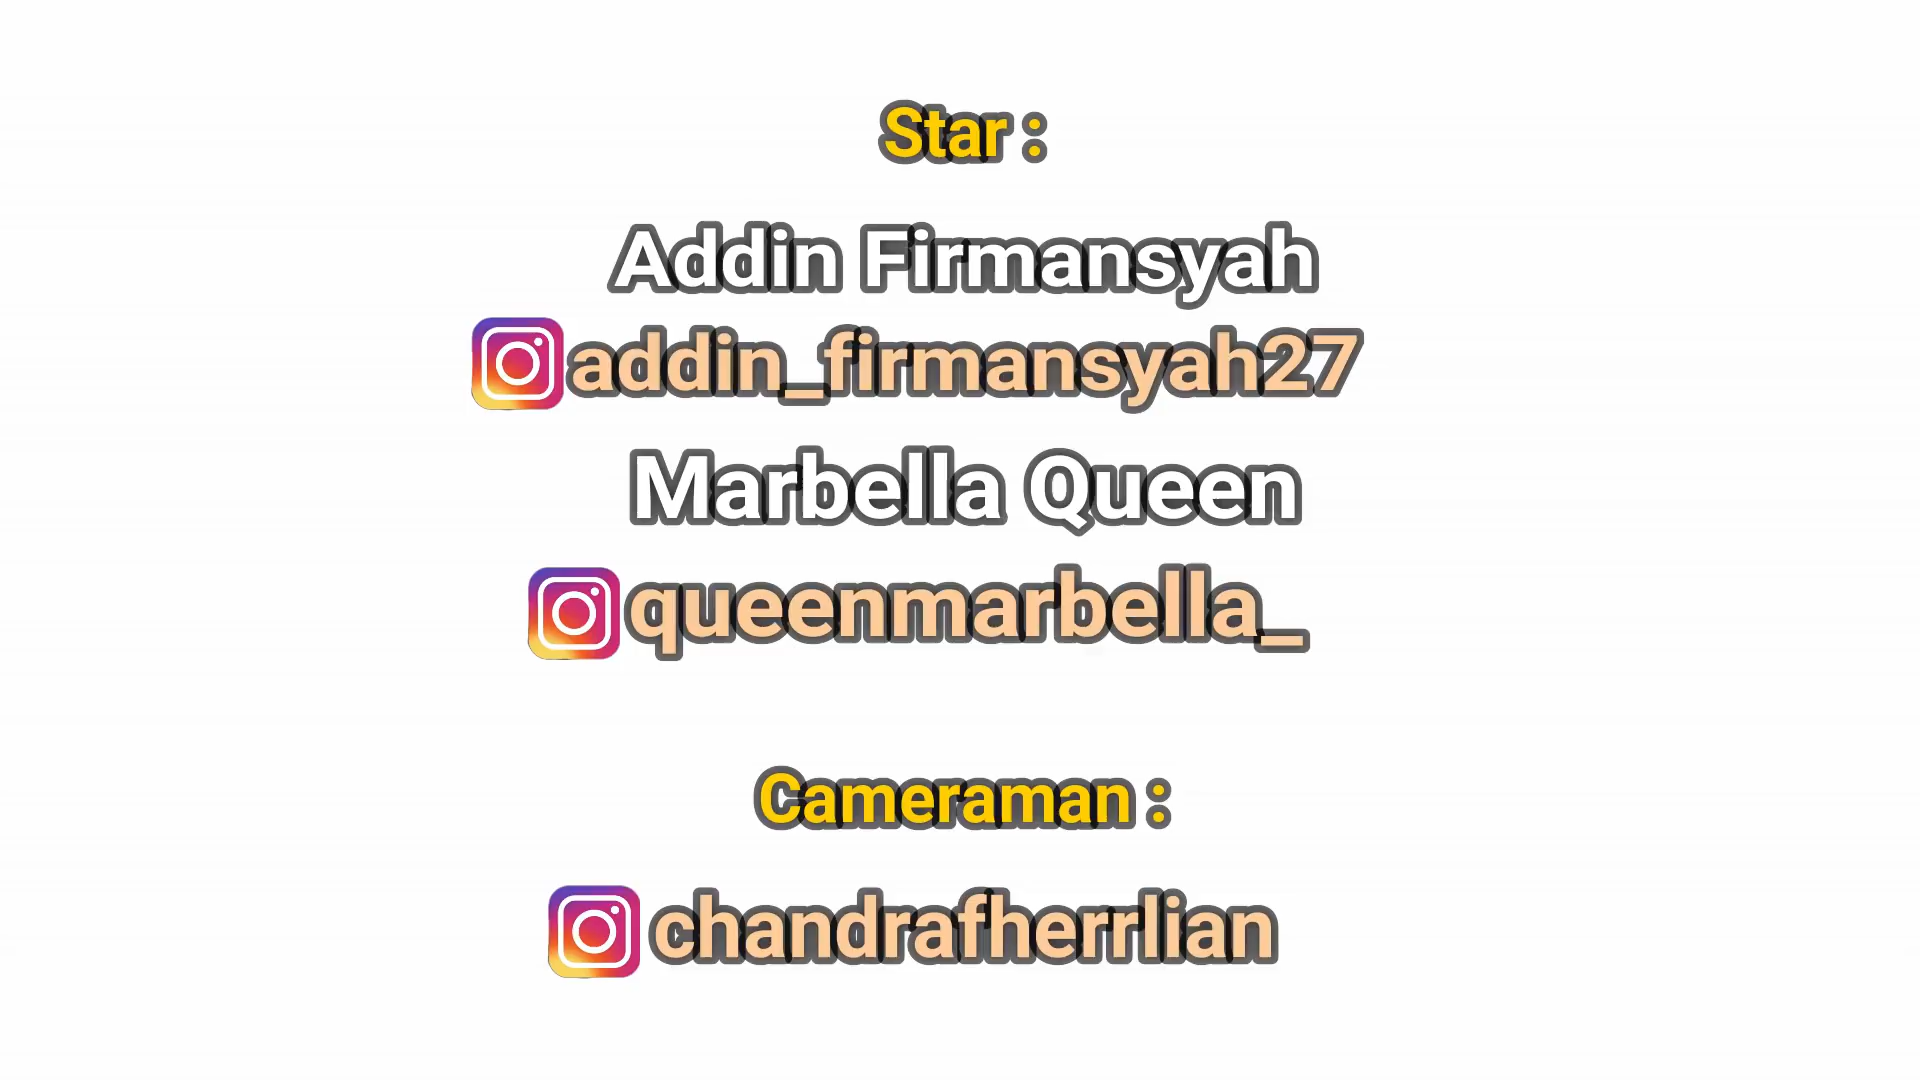 Star :
Addin Firmansyah
addin_firmansyah27
Marbella Queen
queenmarbella_
Cameraman :
chandrafherrlian